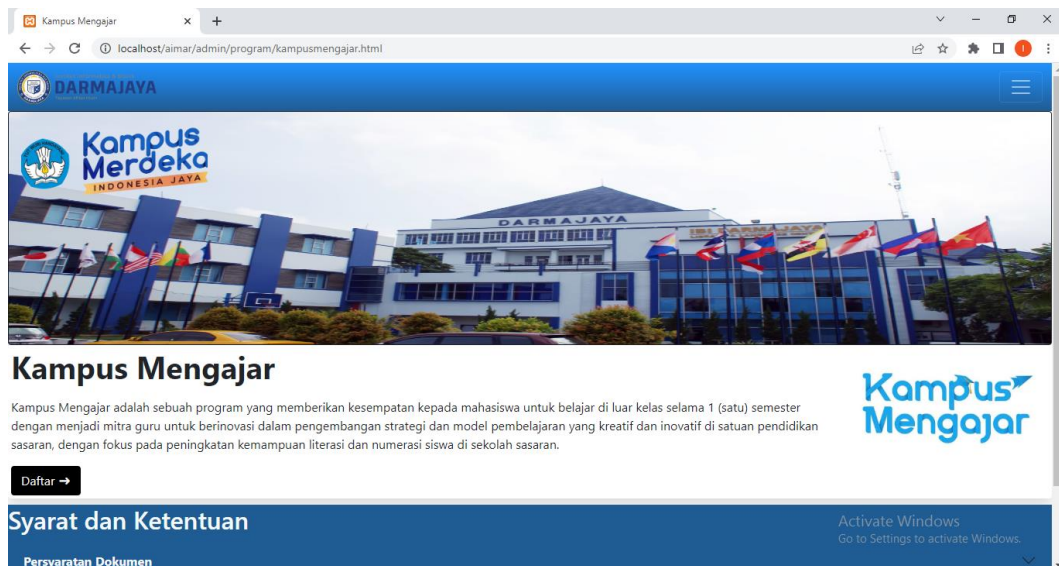 Kampus Mengajar
localhost/aimar/admin/program/kampusmengajar.html
DARMAJAYA
Kampus
Merdeka
INDONESIA JAYA
DARMAJAYA
IBI DARMAJAYA
Kampus Mengajar
Kampus Mengajar adalah sebuah program yang memberikan kesempatan kepada mahasiswa untuk belajar di luar kelas selama 1 (satu) semester
dengan menjadi mitra guru untuk berinovasi dalam pengembangan strategi dan model pembelajaran yang kreatif dan inovatif di satuan pendidikan
sasaran, dengan fokus pada peningkatan kemampuan literasi dan numerasi siswa di sekolah sasaran.
Kampus
Mengajar
Daftar →
Syarat dan Ketentuan
Activate Windows
Go to Settings to activate Windows.
Persyaratan Dokumen